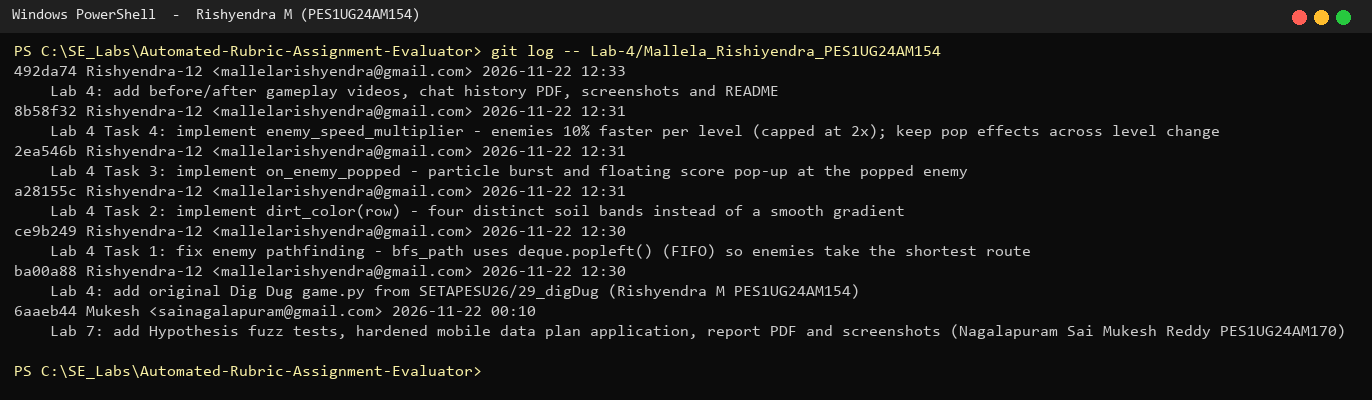 Windows PowerShell  -  Rishyendra M (PES1UG24AM154)
PS C:\SE_Labs\Automated-Rubric-Assignment-Evaluator> git log -- Lab-4/Mallela_Rishiyendra_PES1UG24AM154
492da74 Rishyendra-12 <mallelarishyendra@gmail.com> 2026-11-22 12:33
    Lab 4: add before/after gameplay videos, chat history PDF, screenshots and README
8b58f32 Rishyendra-12 <mallelarishyendra@gmail.com> 2026-11-22 12:31
    Lab 4 Task 4: implement enemy_speed_multiplier - enemies 10% faster per level (capped at 2x); keep pop effects across level change
2ea546b Rishyendra-12 <mallelarishyendra@gmail.com> 2026-11-22 12:31
    Lab 4 Task 3: implement on_enemy_popped - particle burst and floating score pop-up at the popped enemy
a28155c Rishyendra-12 <mallelarishyendra@gmail.com> 2026-11-22 12:31
    Lab 4 Task 2: implement dirt_color(row) - four distinct soil bands instead of a smooth gradient
ce9b249 Rishyendra-12 <mallelarishyendra@gmail.com> 2026-11-22 12:30
    Lab 4 Task 1: fix enemy pathfinding - bfs_path uses deque.popleft() (FIFO) so enemies take the shortest route
ba00a88 Rishyendra-12 <mallelarishyendra@gmail.com> 2026-11-22 12:30
    Lab 4: add original Dig Dug game.py from SETAPESU26/29_digDug (Rishyendra M PES1UG24AM154)
6aaeb44 Mukesh <sainagalapuram@gmail.com> 2026-11-22 00:10
    Lab 7: add Hypothesis fuzz tests, hardened mobile data plan application, report PDF and screenshots (Nagalapuram Sai Mukesh Reddy PES1UG24AM170)
PS C:\SE_Labs\Automated-Rubric-Assignment-Evaluator>